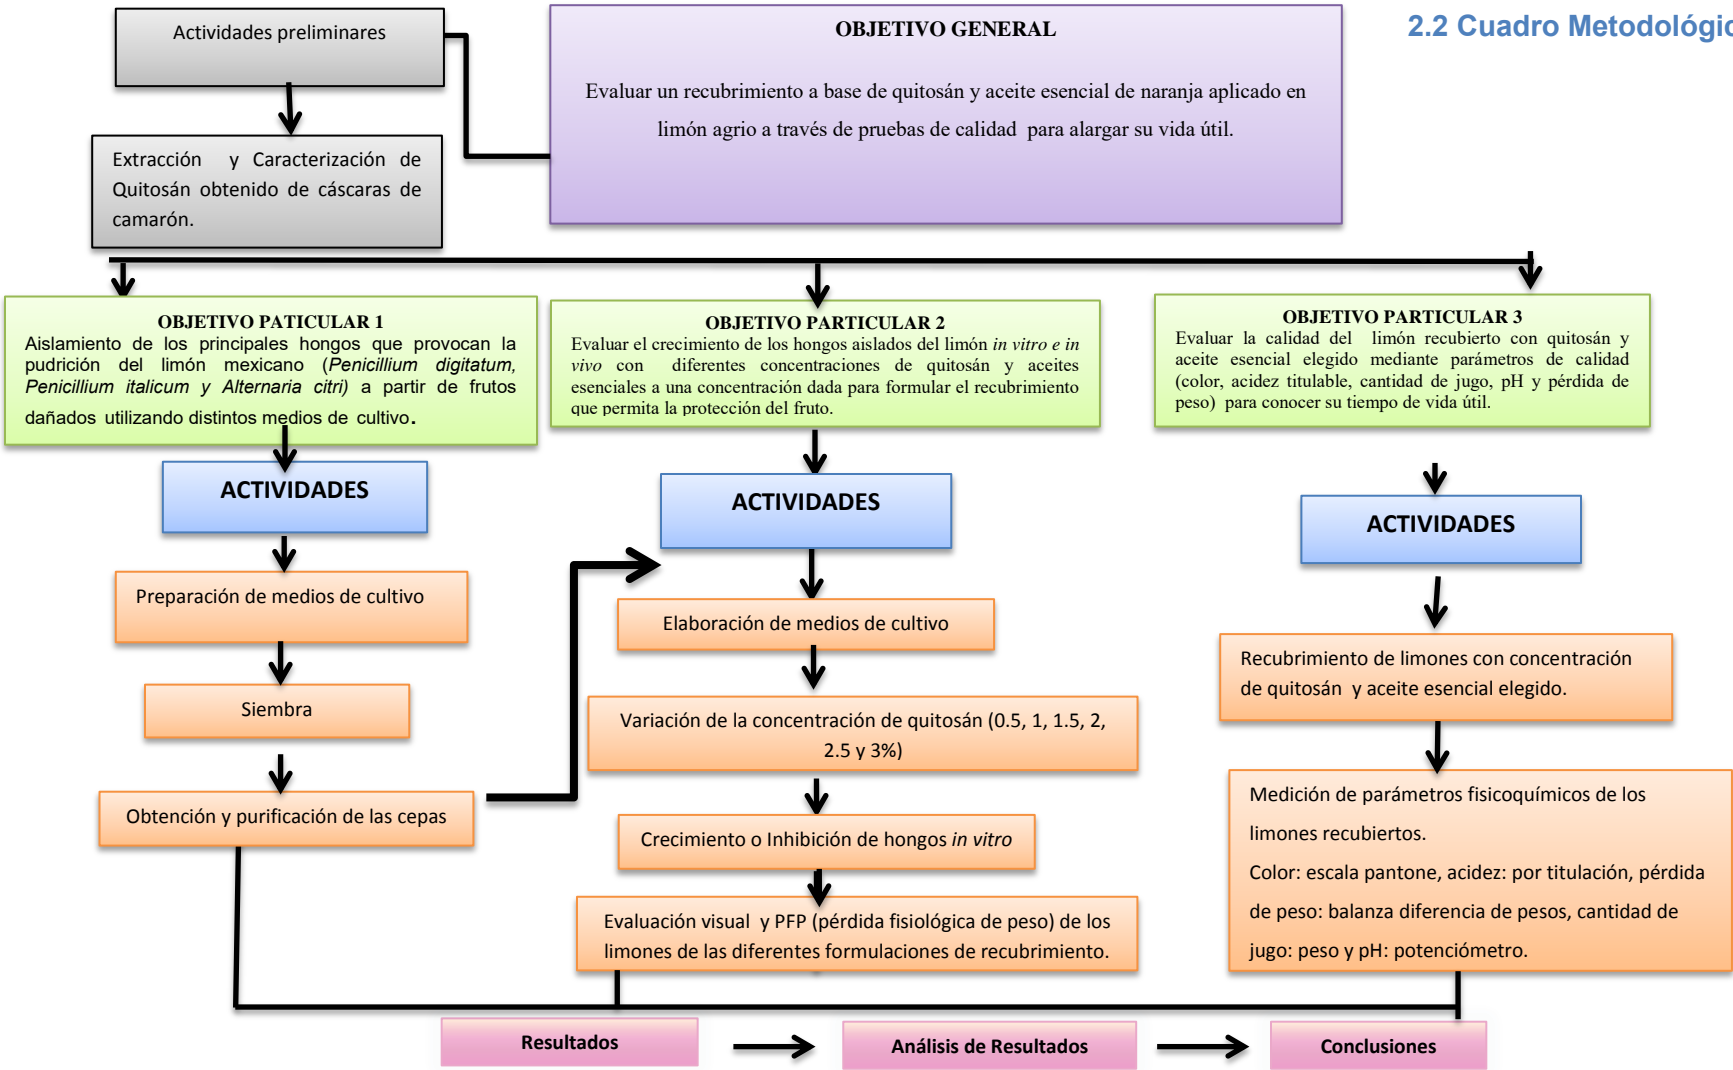 2.2 Cuadro Metodológic
Actividades preliminares
OBJETIVO GENERAL
Evaluar un recubrimiento a base de quitosán y aceite esencial de naranja aplicado en
limón agrio a través de pruebas de calidad para alargar su vida útil.
Extracción y Caracterización de
Quitosán obtenido de cáscaras de
camarón.
OBJETIVO PATICULAR 1
Aislamiento de los principales hongos que provocan la
pudrición del limón mexicano (Penicillium digitatum,
Penicillium italicum y Alternaria citri) a partir de frutos
dañados utilizando distintos medios de cultivo.
ACTIVIDADES
Preparación de medios de cultivo
Siembra
Obtención y purificación de las cepas
OBJETIVO PARTICULAR 2
Evaluar el crecimiento de los hongos aislados del limón in vitro e in
vivo con diferentes concentraciones de quitosán y aceites
esenciales a una concentración dada para formular el recubrimiento
que permita la protección del fruto.
ACTIVIDADES
Elaboración de medios de cultivo
Variación de la concentración de quitosán (0.5, 1, 1.5, 2,
2.5 y 3%)
Crecimiento o Inhibición de hongos in vitro
Evaluación visual y PFP (pérdida fisiológica de peso) de los
limones de las diferentes formulaciones de recubrimiento.
OBJETIVO PARTICULAR 3
Evaluar la calidad del limón recubierto con quitosán y
aceite esencial elegido mediante parámetros de calidad
(color, acidez titulable, cantidad de jugo, pH y pérdida de
peso) para conocer su tiempo de vida útil.
ACTIVIDADES
Recubrimiento de limones con concentración
de quitosán y aceite esencial elegido.
Medición de parámetros fisicoquímicos de los
limones recubiertos.
Color: escala pantone, acidez: por titulación, pérdida
de peso: balanza diferencia de pesos, cantidad de
jugo: peso y pH: potenciómetro.
Resultados
Análisis de Resultados
Conclusiones